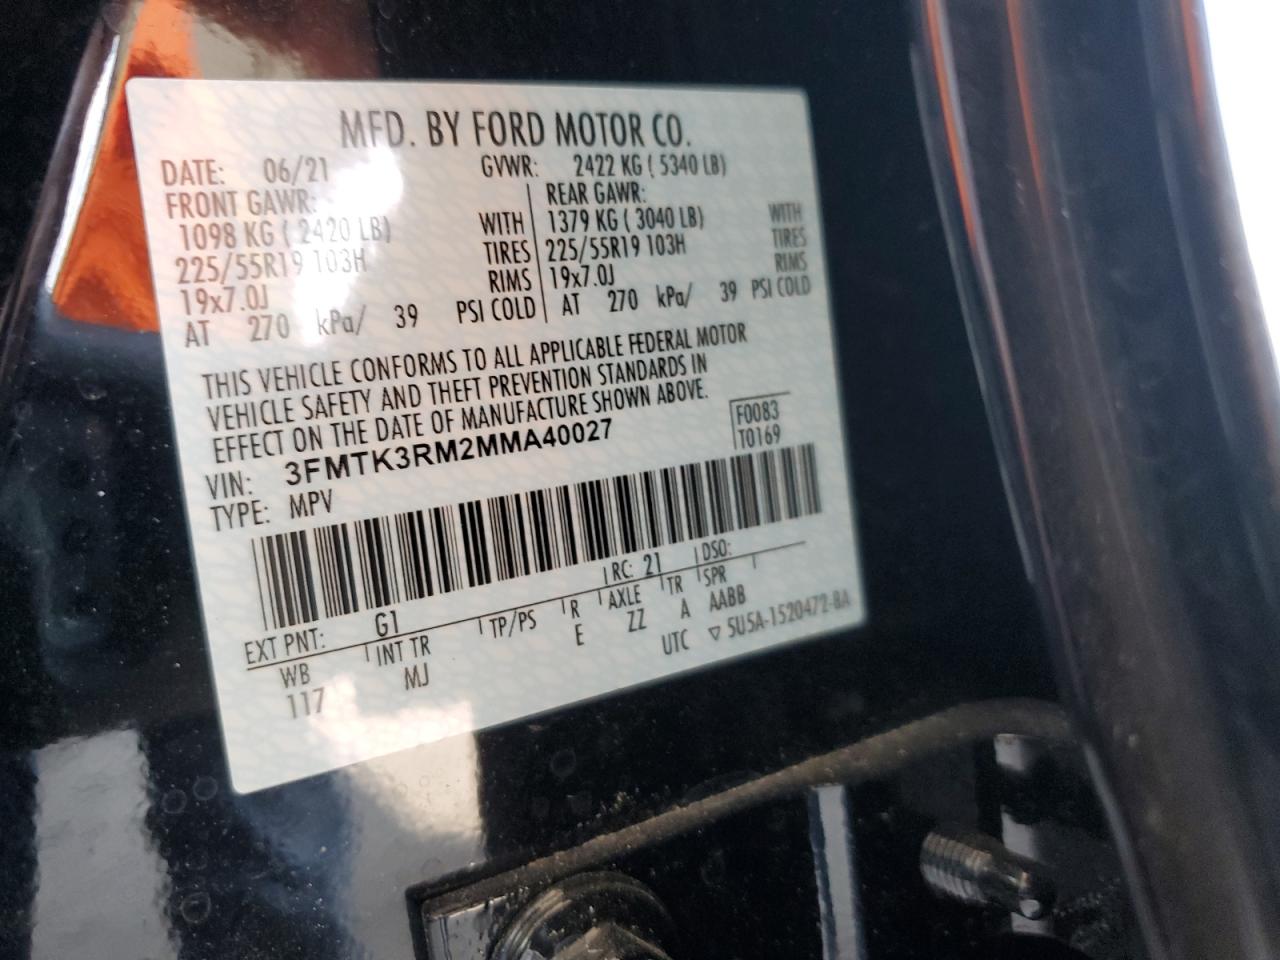 MFD. BY FORD MOTOR CO.
DATE: 06/21 GVWR: 2422 KG ( 5340 LB)
FRONT GAWR: REAR GAWR:
1098 KG ( 2420 LB) WITH 1379 KG ( 3040 LB) WITH
225/55R19 103H TIRES 225/55R19 103H TIRES
19x7.0J RIMS 19x7.0J RIMS
AT 270 kPa/ 39 PSI COLD AT 270 kPa/ 39 PSI COLD
THIS VEHICLE CONFORMS TO ALL APPLICABLE FEDERAL MOTOR
VEHICLE SAFETY AND THEFT PREVENTION STANDARDS IN
EFFECT ON THE DATE OF MANUFACTURE SHOWN ABOVE.
F0083
T0169
VIN: 3FMTK3RM2MMA40027
TYPE: MPV
EXT PNT: G1 RC: 21 DSO:
WB INT TR TP/PS R AXLE TR SPR
117 MJ E ZZ A AABB
UTC ▽ 5U5A-1520472-BA